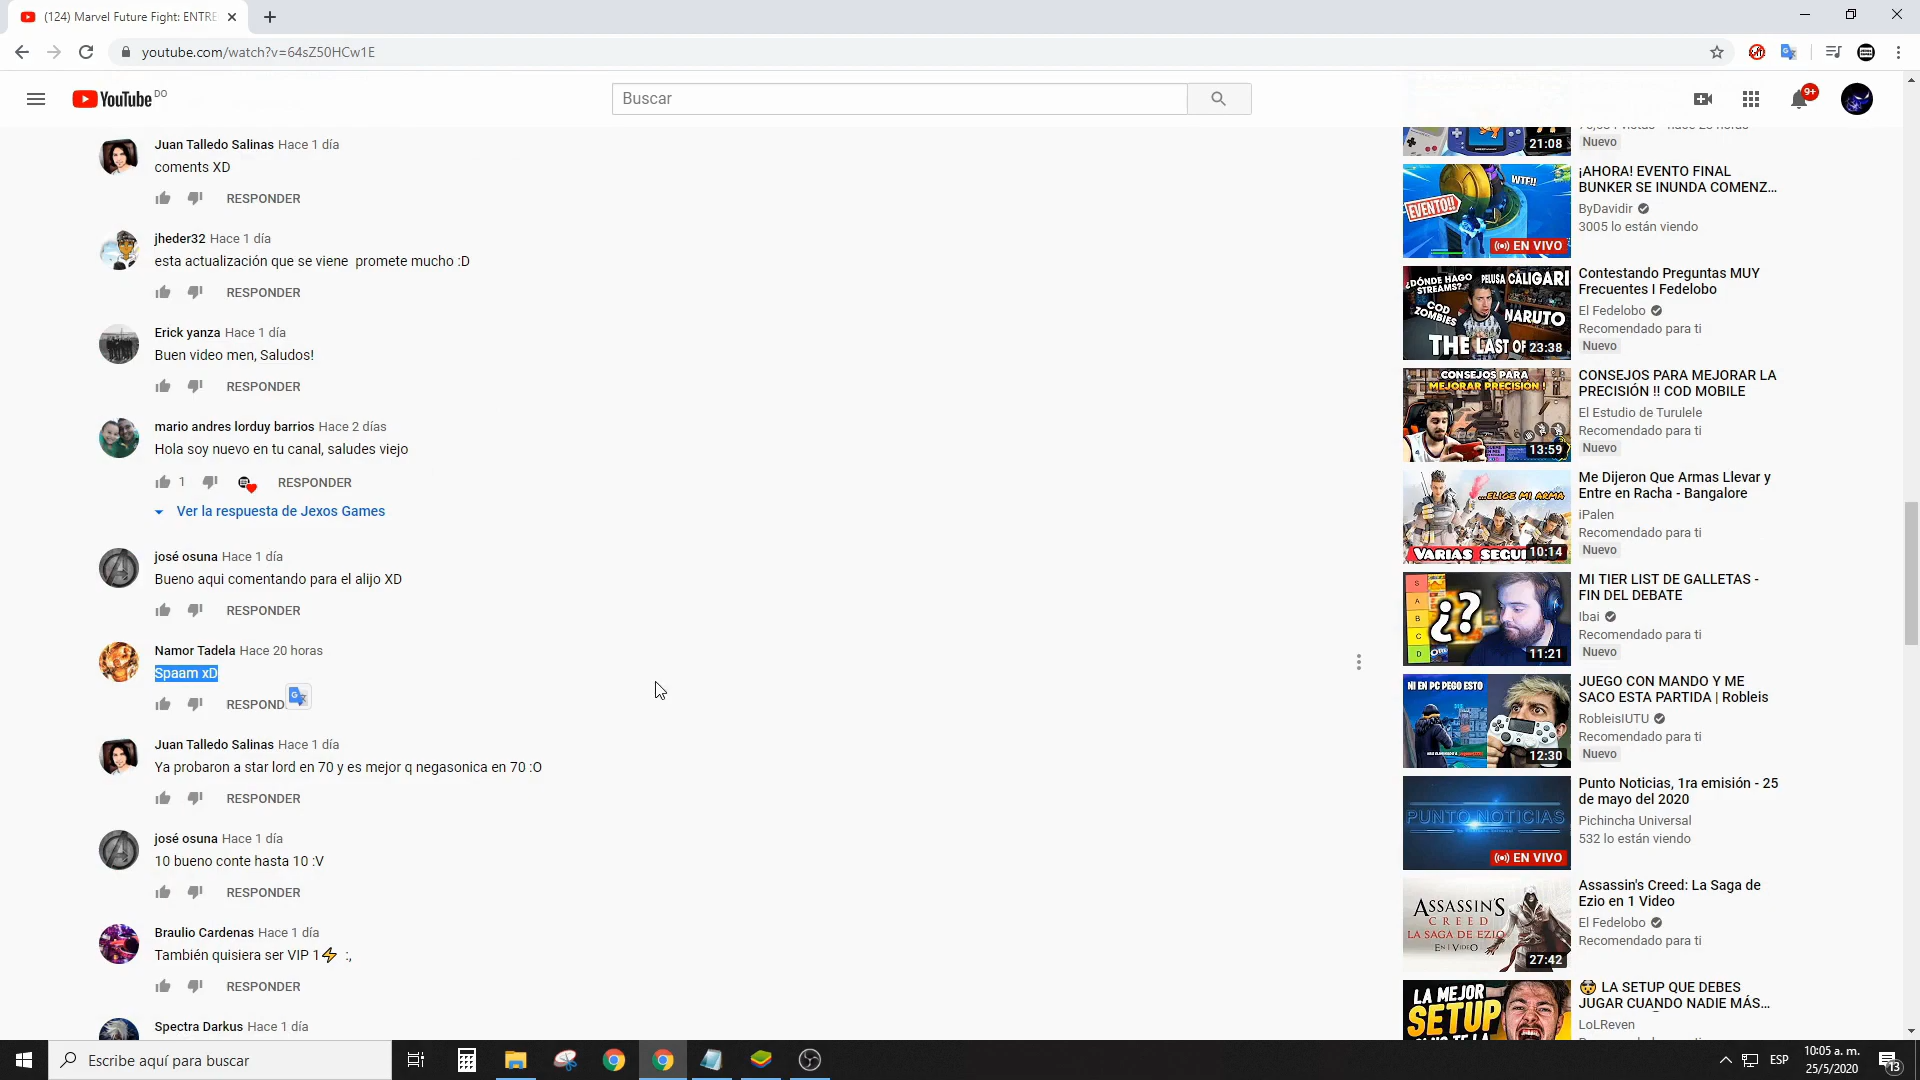 (124) Marvel Future Fight: ENTRE
youtube.com/watch?v=64sZ50HCw1E
YouTube DO
Buscar
9+
Juan Talledo Salinas Hace 1 día
coments XD
RESPONDER
jheder32 Hace 1 día
esta actualización que se viene promete mucho :D
RESPONDER
Erick yanza Hace 1 día
Buen video men, Saludos!
RESPONDER
mario andres lorduy barrios Hace 2 días
Hola soy nuevo en tu canal, saludes viejo
1 RESPONDER
Ver la respuesta de Jexos Games
josé osuna Hace 1 día
Bueno aqui comentando para el alijo XD
RESPONDER
Namor Tadela Hace 20 horas
Spaam xD
RESPOND
Juan Talledo Salinas Hace 1 día
Ya probaron a star lord en 70 y es mejor q negasonica en 70 :O
RESPONDER
josé osuna Hace 1 día
10 bueno conte hasta 10 :V
RESPONDER
Braulio Cardenas Hace 1 día
También quisiera ser VIP 1⚡ :,
RESPONDER
Spectra Darkus Hace 1 día
21:08
Nuevo
WTF!!
EVENTO!!
EN VIVO
¡AHORA! EVENTO FINAL
BUNKER SE INUNDA COMENZ...
ByDavidir
3005 lo están viendo
¿DÓNDE HAGO
STREAMS?
PELUSA CALIGARI
COD
ZOMBIES
NARUTO
THE LAST OF
23:38
Contestando Preguntas MUY
Frecuentes I Fedelobo
El Fedelobo
Recomendado para ti
Nuevo
CONSEJOS PARA
MEJORAR PRECISIÓN !
13:59
CONSEJOS PARA MEJORAR LA
PRECISIÓN !! COD MOBILE
El Estudio de Turulele
Recomendado para ti
Nuevo
...ELIGE MI ARMA
VARIAS SEGUI
10:14
Me Dijeron Que Armas Llevar y
Entre en Racha - Bangalore
iPalen
Recomendado para ti
Nuevo
S
A
B
C
D
¿?
11:21
MI TIER LIST DE GALLETAS -
FIN DEL DEBATE
Ibai
Recomendado para ti
Nuevo
NI EN PC PEGO ESTO
12:30
JUEGO CON MANDO Y ME
SACO ESTA PARTIDA | Robleis
RobleisIUTU
Recomendado para ti
Nuevo
PUNTO NOTICIAS
EN VIVO
Punto Noticias, 1ra emisión - 25
de mayo del 2020
Pichincha Universal
532 lo están viendo
ASSASSIN'S
CREED
LA SAGA DE EZIO
EN 1 VIDEO
27:42
Assassin's Creed: La Saga de
Ezio en 1 Video
El Fedelobo
Recomendado para ti
LA MEJOR
SETUP
🤯 LA SETUP QUE DEBES
JUGAR CUANDO NADIE MÁS...
LoLReven
Escribe aquí para buscar
ESP
10:05 a. m.
25/5/2020
13